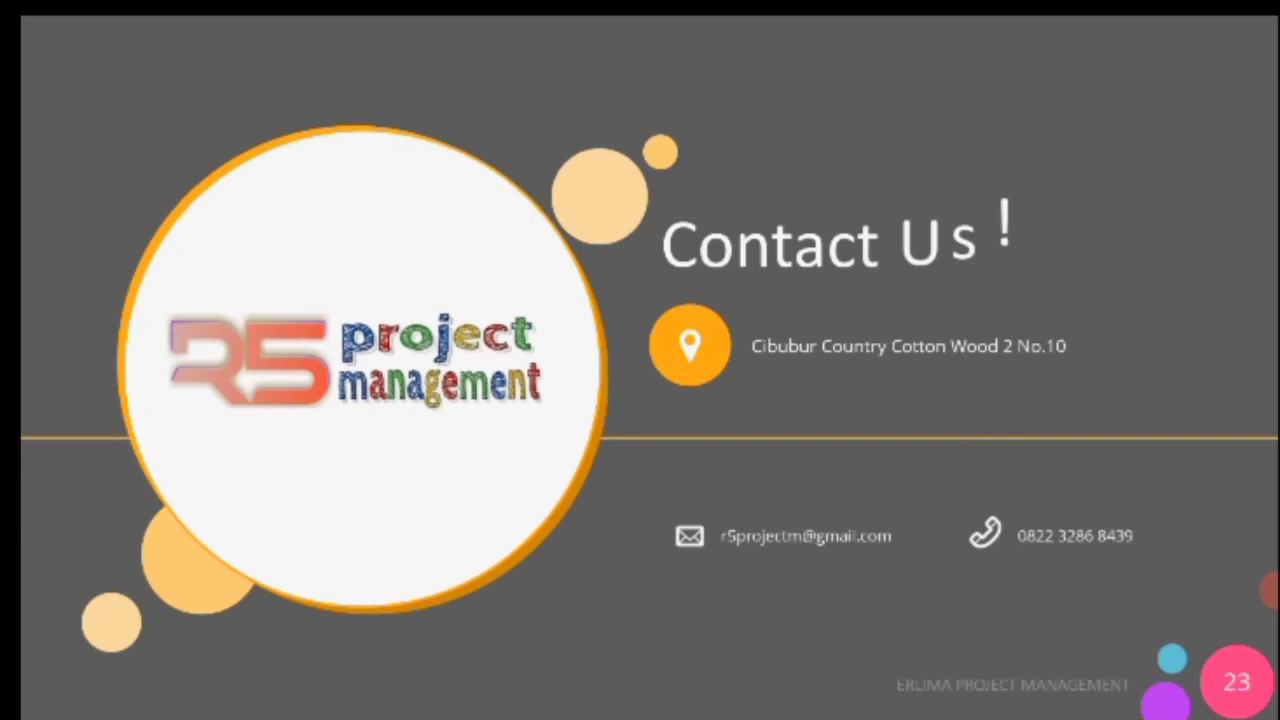 R5 project
management
Contact Us !
Cibubur Country Cotton Wood 2 No.10
r5projectm@gmail.com
0822 3286 8439
ERLIMA PROJECT MANAGEMENT
23